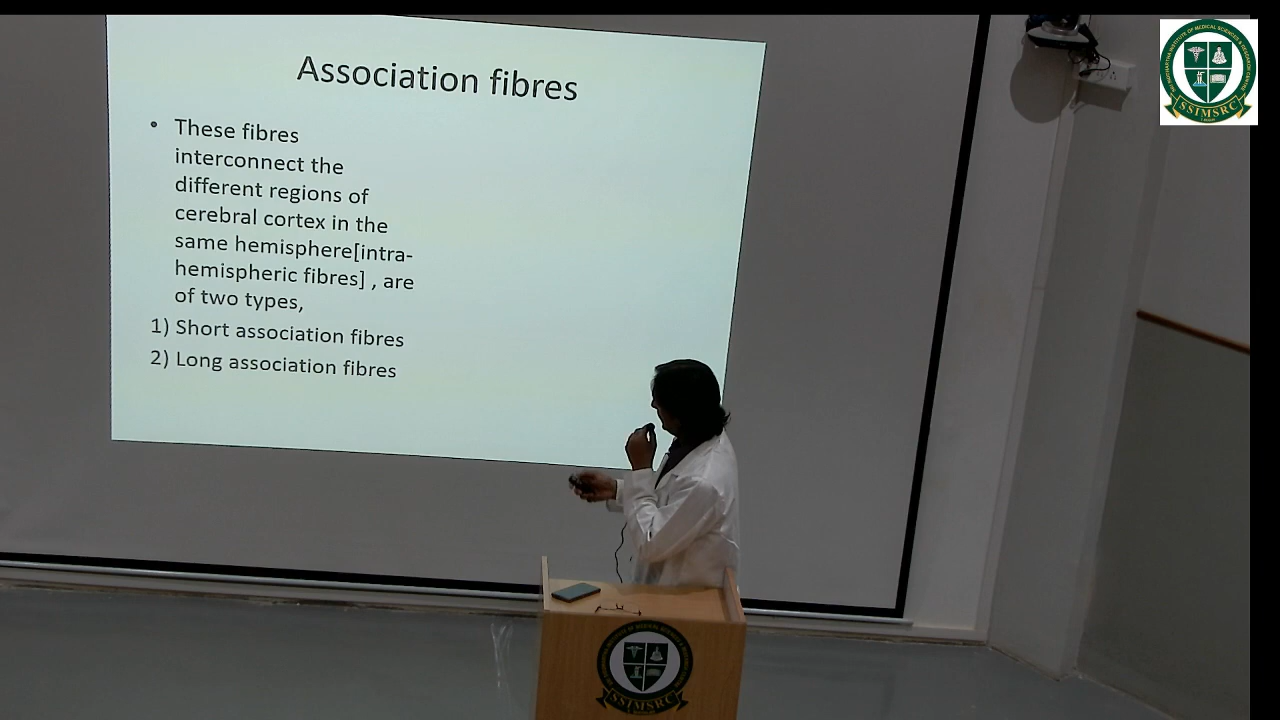 Association fibres
• These fibres
interconnect the
different regions of
cerebral cortex in the
same hemisphere[intra-
hemispheric fibres] , are
of two types,
1) Short association fibres
2) Long association fibres
SSIMSRC
SSIMSRC